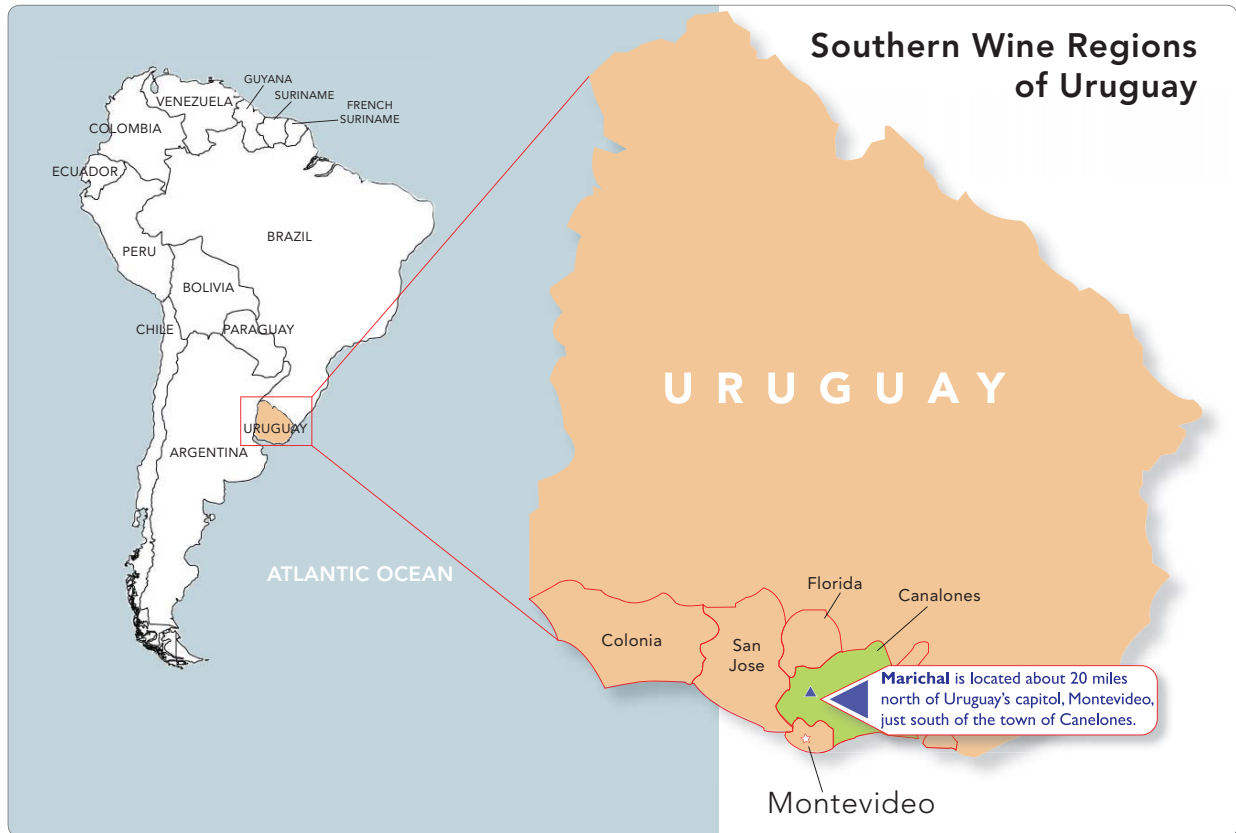 Southern Wine Regions
of Uruguay
GUYANA
SURINAME
FRENCH
SURINAME
VENEZUELA
COLOMBIA
ECUADOR
PERU
BRAZIL
BOLIVIA
CHILE
PARAGUAY
URUGUAY
ARGENTINA
ATLANTIC OCEAN
URUGUAY
Florida
Canalones
Colonia
San
Jose
Marichal is located about 20 miles
north of Uruguay's capitol, Montevideo,
just south of the town of Canelones.
Montevideo